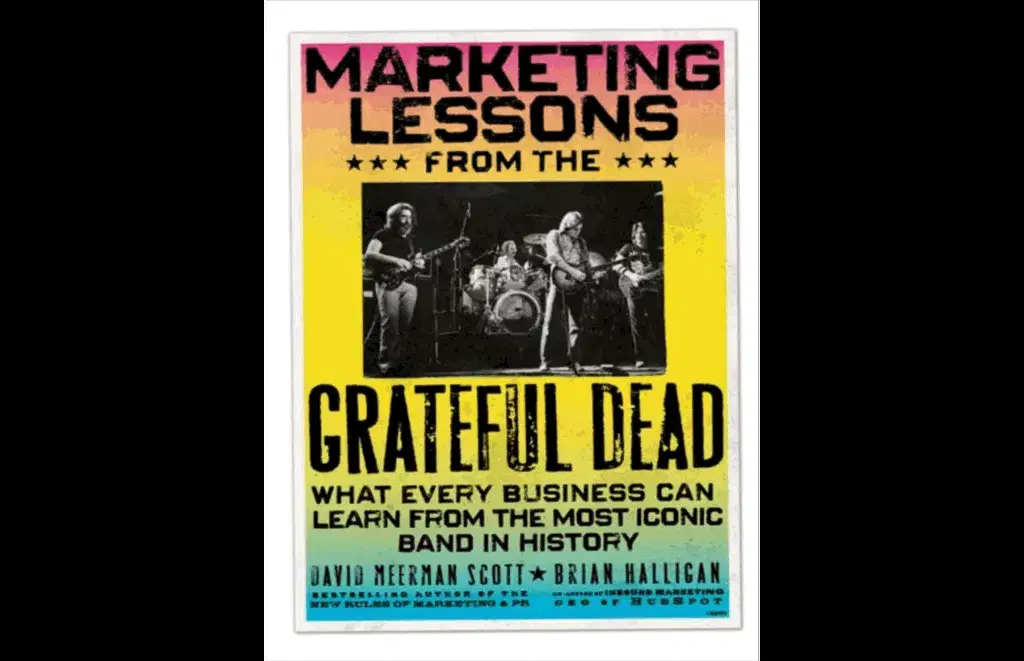 MARKETING
LESSONS
★★★ FROM THE ★★★
GRATEFUL DEAD
WHAT EVERY BUSINESS CAN
LEARN FROM THE MOST ICONIC
BAND IN HISTORY
DAVID MEERMAN SCOTT ★ BRIAN HALLIGAN
BESTSELLING AUTHOR OF THE CO-AUTHOR OF INBOUND MARKETING
NEW RULES OF MARKETING & PR CEO OF HUBSPOT